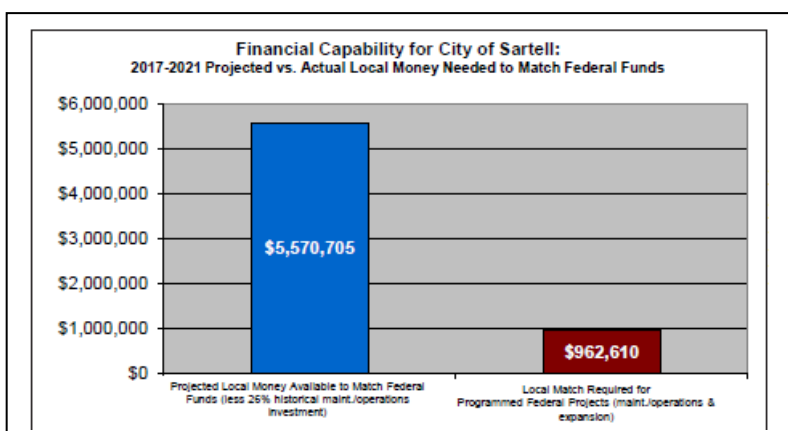 Financial Capability for City of Sartell:
2017-2021 Projected vs. Actual Local Money Needed to Match Federal Funds
$6,000,000
$5,000,000
$4,000,000
$3,000,000
$2,000,000
$1,000,000
$0
$5,570,705
$962,610
Projected Local Money Available to Match Federal
Funds (less 26% historical maint./operations
investment)
Local Match Required for
Programmed Federal Projects (maint./operations &
expansion)